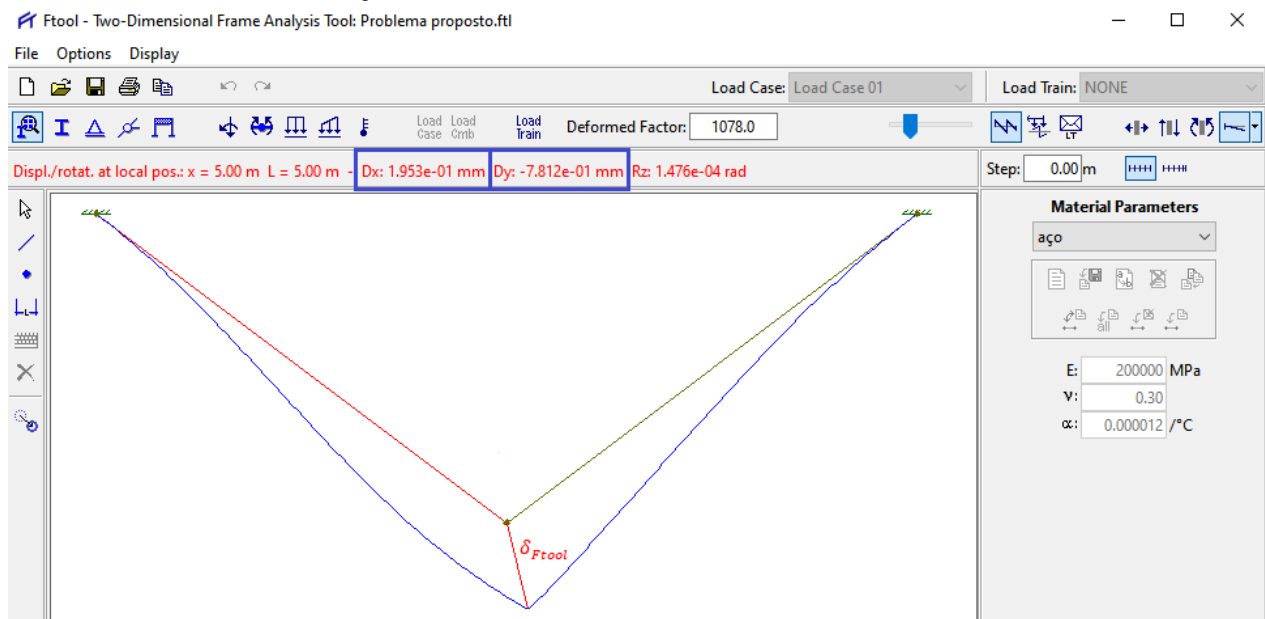 Ftool - Two-Dimensional Frame Analysis Tool: Problema proposto.ftl
File Options Display
Load Case: Load Case 01 Load Train: NONE
Load Case Load Cmb Load Train Deformed Factor: 1078.0 LT
Displ./rotat. at local pos.: x = 5.00 m L = 5.00 m - Dx: 1.953e-01 mm Dy: -7.812e-01 mm Rz: 1.476e-04 rad Step: 0.00 m
Material Parameters
aço
all
E: 200000 MPa
ν: 0.30
α: 0.000012 /°C
δ_Ftool